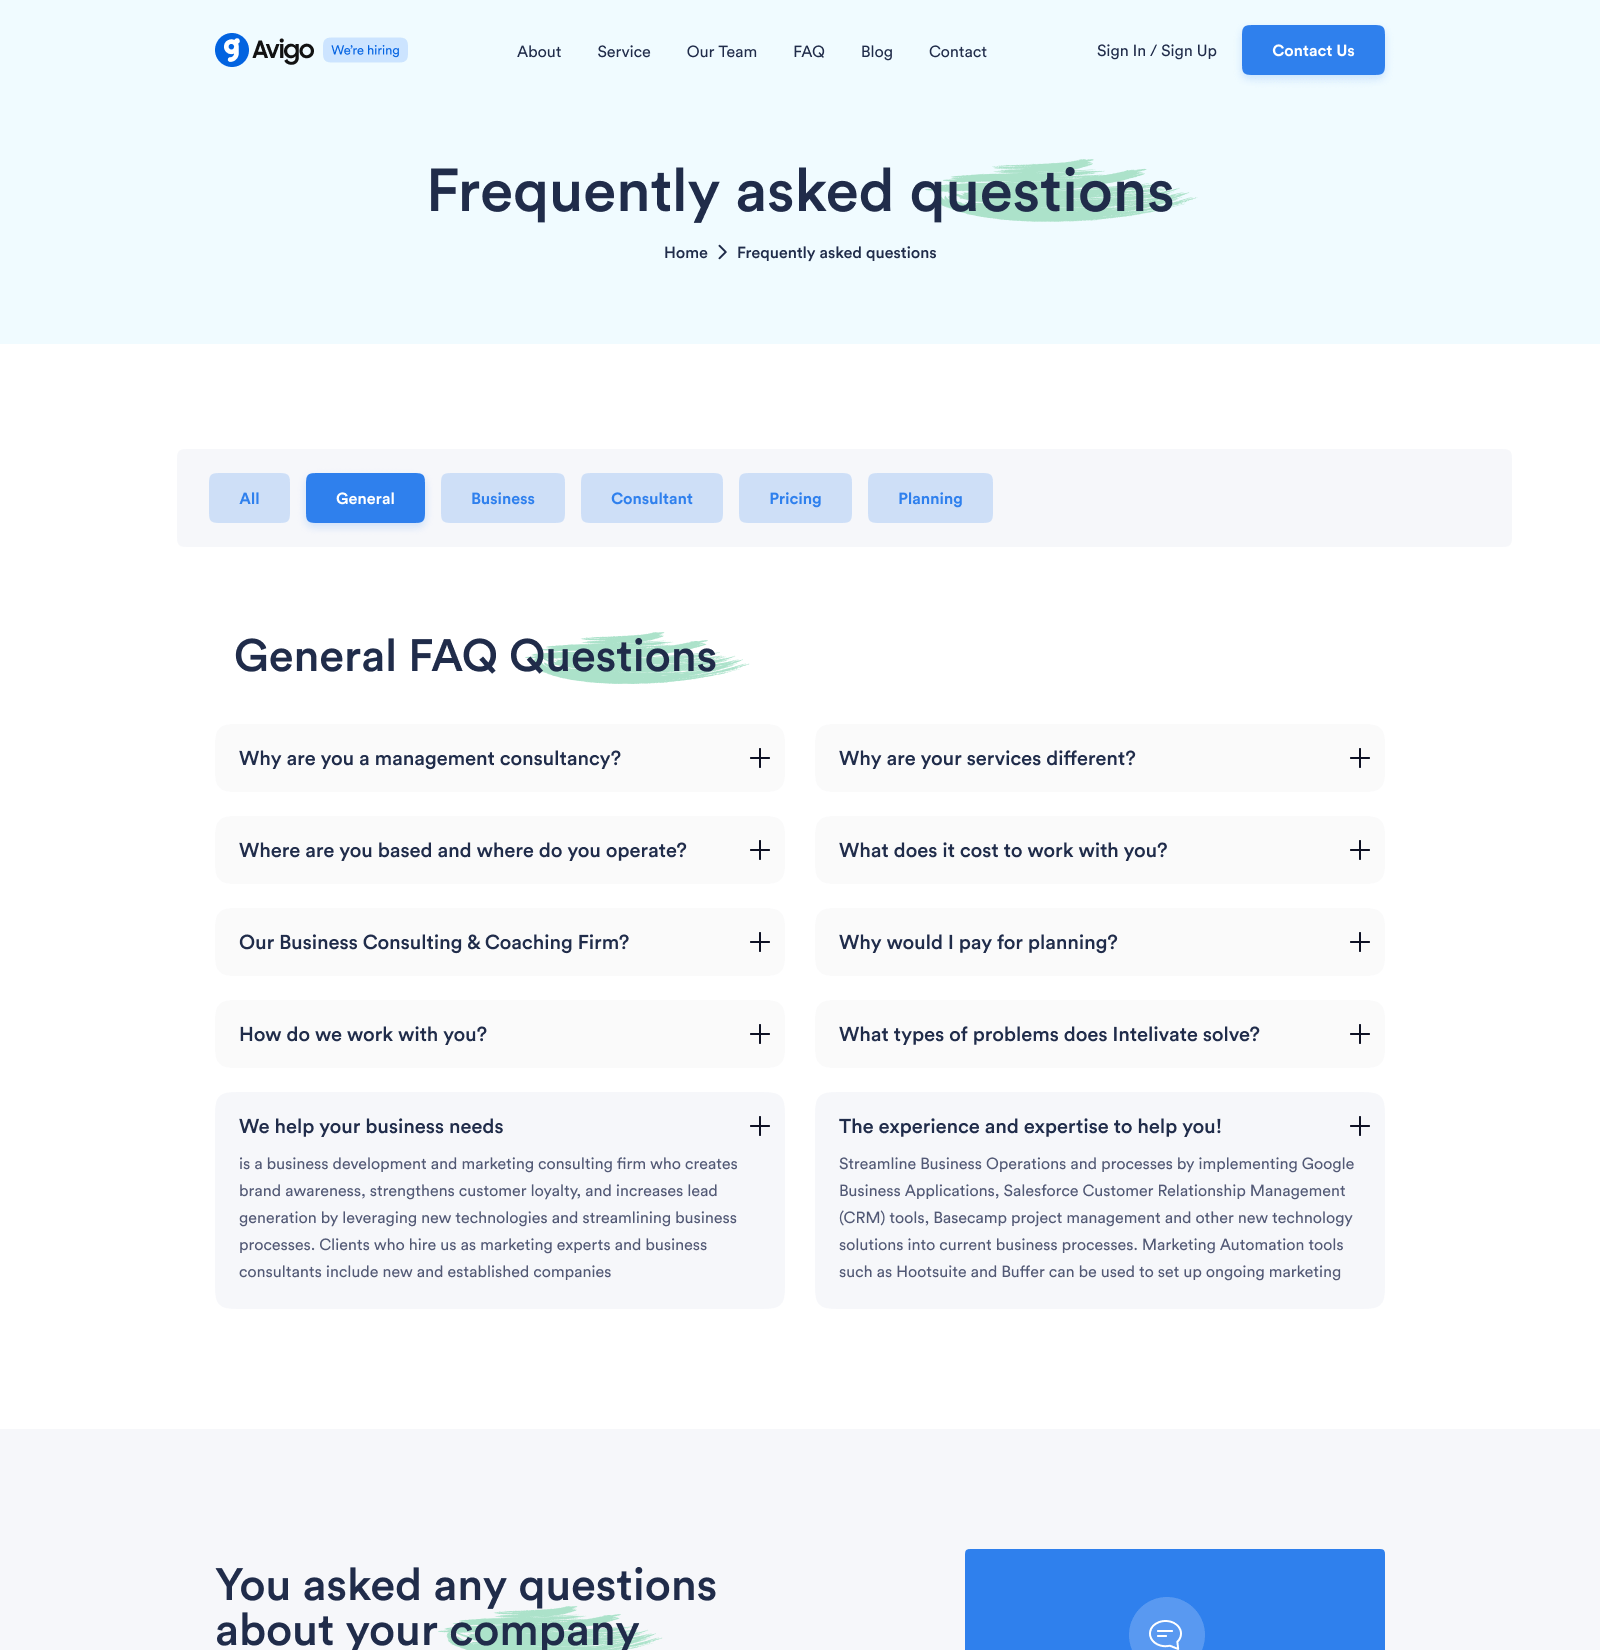 Avigo We're hiring About Service Our Team FAQ Blog Contact Sign In / Sign Up Contact Us
Frequently asked questions
Home Frequently asked questions
All General Business Consultant Pricing Planning
General FAQ Questions
Why are you a management consultancy?
Why are your services different?
Where are you based and where do you operate?
What does it cost to work with you?
Our Business Consulting & Coaching Firm?
Why would I pay for planning?
How do we work with you?
What types of problems does Intelivate solve?
We help your business needs
is a business development and marketing consulting firm who creates
brand awareness, strengthens customer loyalty, and increases lead
generation by leveraging new technologies and streamlining business
processes. Clients who hire us as marketing experts and business
consultants include new and established companies
The experience and expertise to help you!
Streamline Business Operations and processes by implementing Google
Business Applications, Salesforce Customer Relationship Management
(CRM) tools, Basecamp project management and other new technology
solutions into current business processes. Marketing Automation tools
such as Hootsuite and Buffer can be used to set up ongoing marketing
You asked any questions
about your company